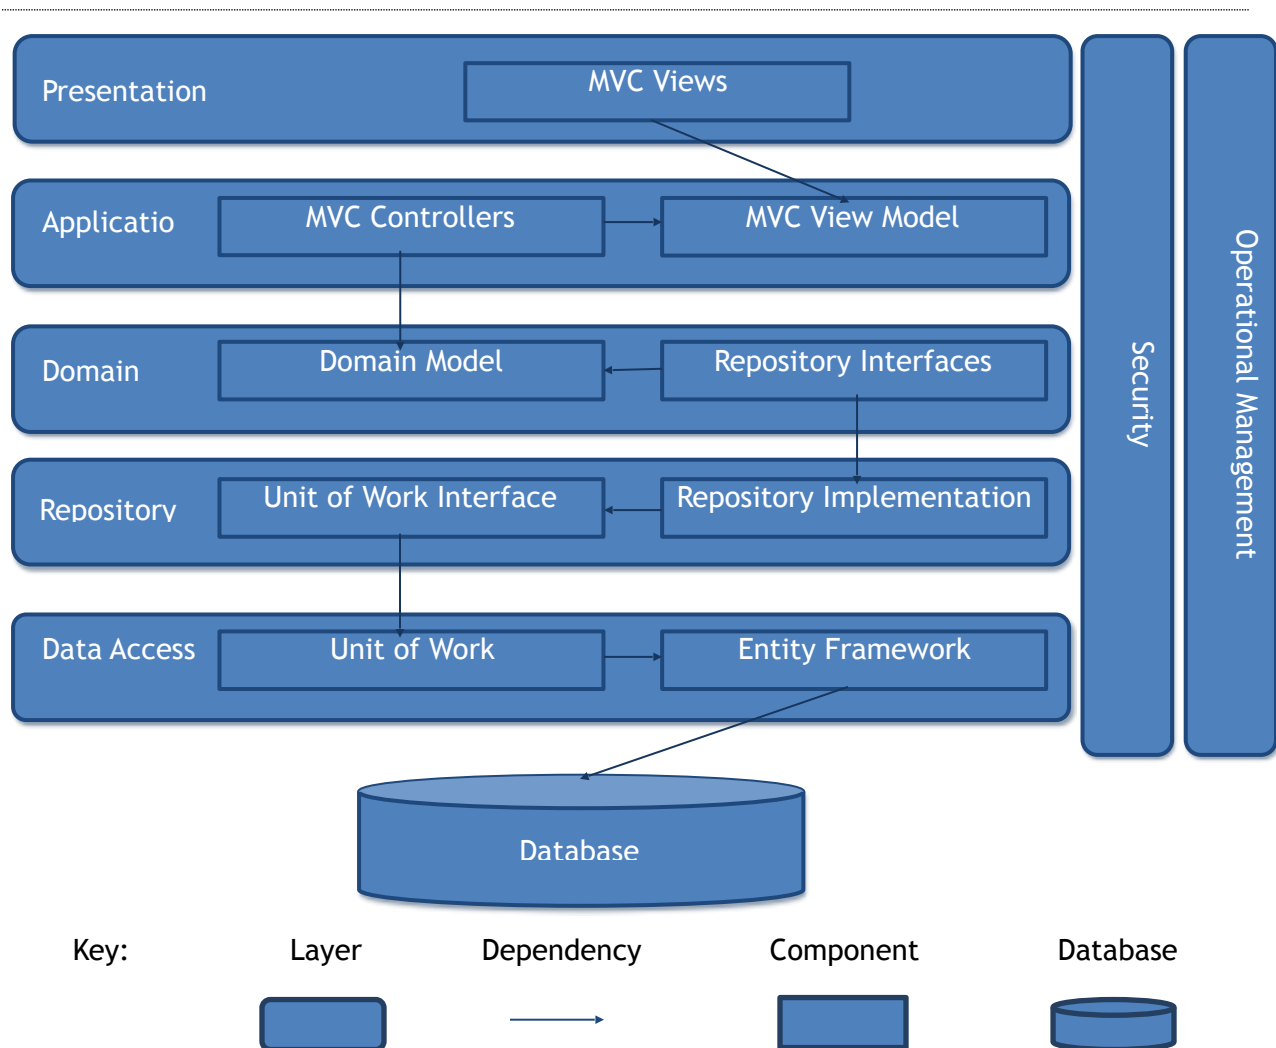 Presentation
MVC Views
Applicatio
MVC Controllers
MVC View Model
Domain
Domain Model
Repository Interfaces
Repository
Unit of Work Interface
Repository Implementation
Data Access
Unit of Work
Entity Framework
Security
Operational Management
Database
Key:
Layer
Dependency
Component
Database